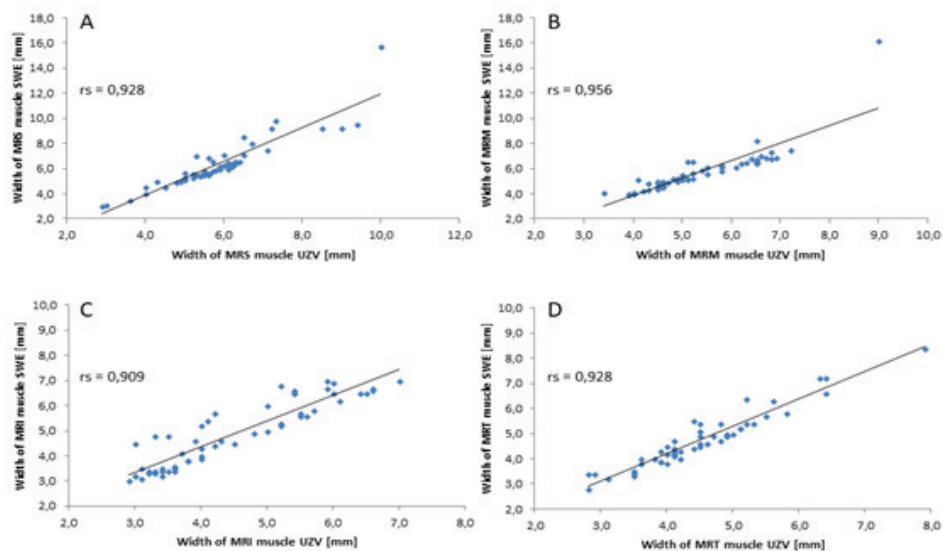 A
18,0
16,0
14,0
12,0
10,0
8,0
6,0
4,0
2,0
Width of MRS muscle SWE [mm]
rs = 0,928
2,0 4,0 6,0 8,0 10,0 12,0
Width of MRS muscle UZV [mm]
B
18,0
16,0
14,0
12,0
10,0
8,0
6,0
4,0
2,0
Width of MRM muscle SWE [mm]
rs = 0,956
2,0 3,0 4,0 5,0 6,0 7,0 8,0 9,0 10,0
Width of MRM muscle UZV [mm]
C
10,0
9,0
8,0
7,0
6,0
5,0
4,0
3,0
2,0
Width of MRI muscle SWE [mm]
rs = 0,909
2,0 3,0 4,0 5,0 6,0 7,0 8,0
Width of MRI muscle UZV [mm]
D
10,0
9,0
8,0
7,0
6,0
5,0
4,0
3,0
2,0
Width of MRT muscle SWE [mm]
rs = 0,928
2,0 3,0 4,0 5,0 6,0 7,0 8,0
Width of MRT muscle UZV [mm]